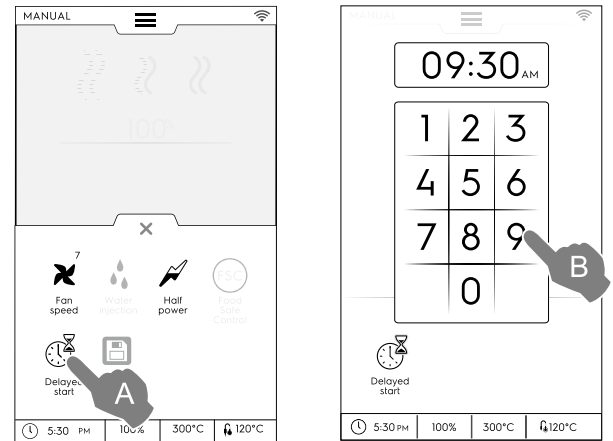 MANUAL
100°
7
Fan
speed
Water
injection
Half
power
FSC
Food
Safe
Control
Delayed
start
A
5:30 PM
100%
300°C
120°C
MANUAL
09:30 AM
1 2 3
4 5 6
7 8 9
0
B
Delayed
start
5:30 PM
100%
300°C
120°C